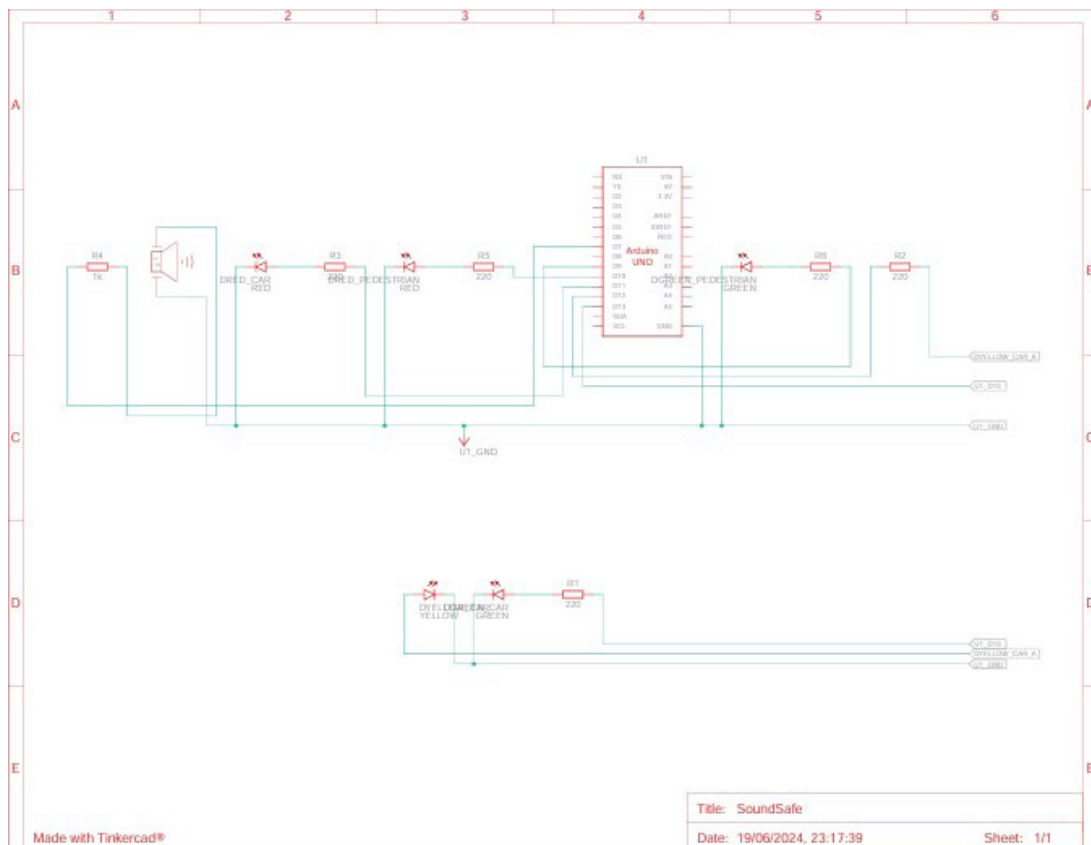 1 2 3 4 5 6
A A
U1
RX VIN
TX 5V
D2 3.3V
D3
D4 AREF
D5 IOREF
D6 RES
D7
Arduino
UNO
D8 A0
D9 A1
D10
D11 A3
D12 A4
D13 A5
SDA
SCL GND
B B
R4
1k
DRED_CAR
RED
R3
220
DRED_PEDESTRIAN
RED
R5
220
DGREEN_PEDESTRIAN
GREEN
220
R2
220
DYELLOW_CAR_A
U1_D13
U1_GND
C C
U1_GND
D D
YELLOW
GREEN
R1
220
U1_D13
DYELLOW_CAR_A
U1_GND
E E
Title: SoundSafe
Made with Tinkercad®
Date: 19/06/2024, 23:17:39 Sheet: 1/1